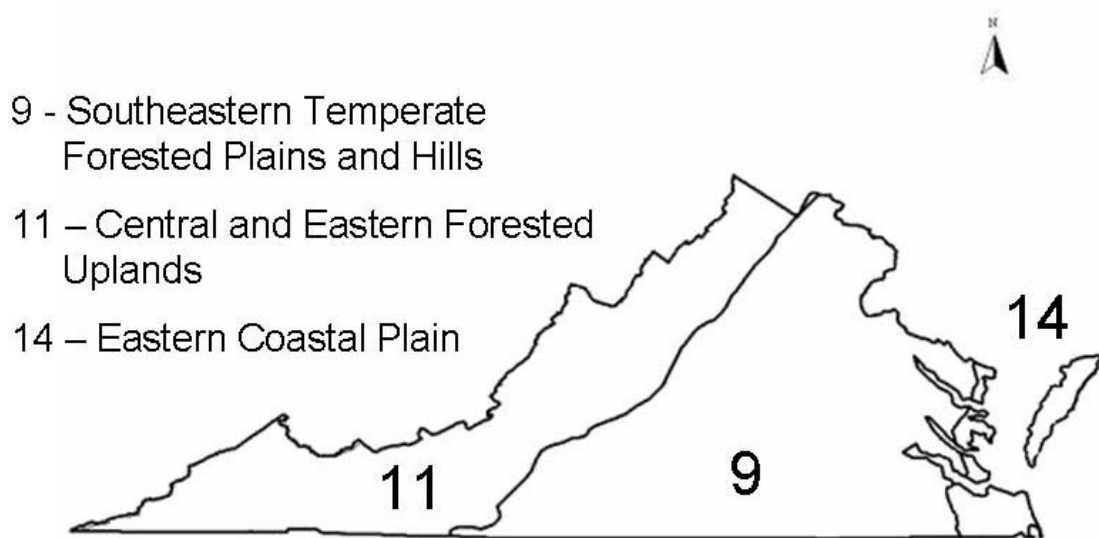 N
9 - Southeastern Temperate
Forested Plains and Hills
11 – Central and Eastern Forested
Uplands
14 – Eastern Coastal Plain
14
11
9